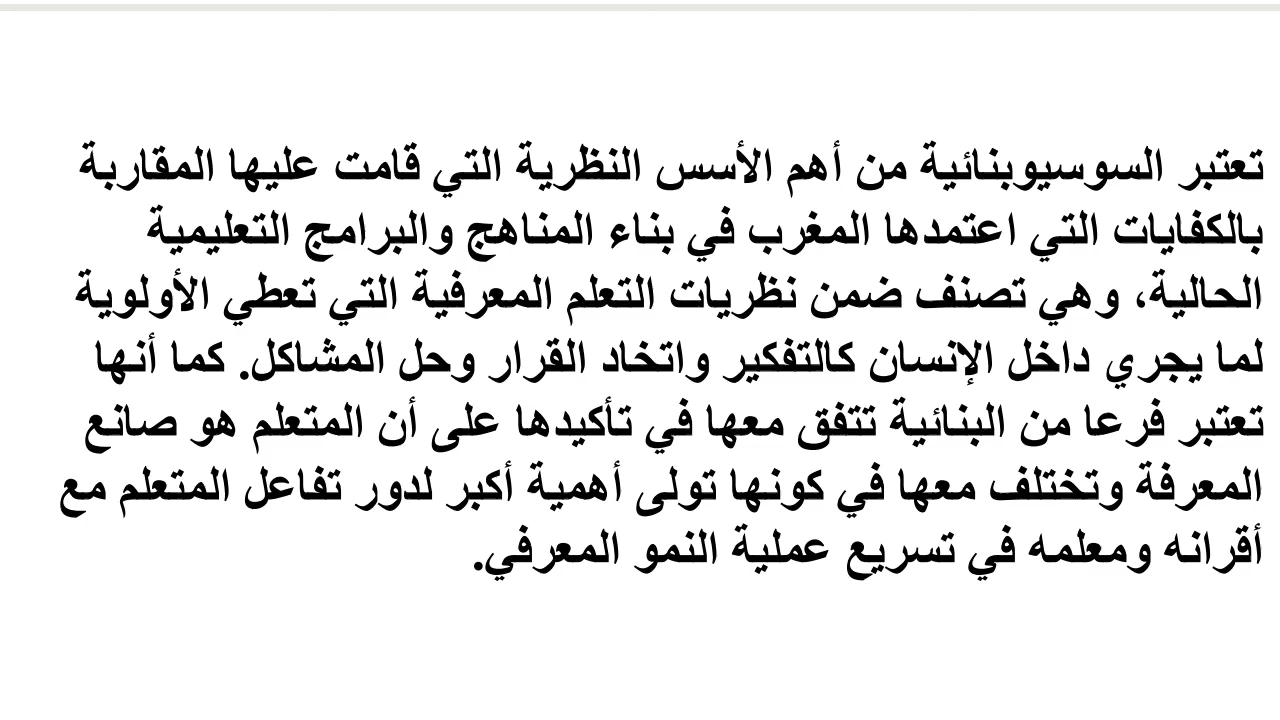 تعتبر السوسيوبنائية من أهم الأسس النظرية التي قامت عليها المقاربة
بالكفايات التي اعتمدها المغرب في بناء المناهج والبرامج التعليمية
الحالية، وهي تصنف ضمن نظريات التعلم المعرفية التي تعطي الأولوية
لما يجري داخل الإنسان كالتفكير واتخاد القرار وحل المشاكل. كما أنها
تعتبر فرعا من البنائية تتفق معها في تأكيدها على أن المتعلم هو صانع
المعرفة وتختلف معها في كونها تولى أهمية أكبر لدور تفاعل المتعلم مع
أقرانه ومعلمه في تسريع عملية النمو المعرفي.